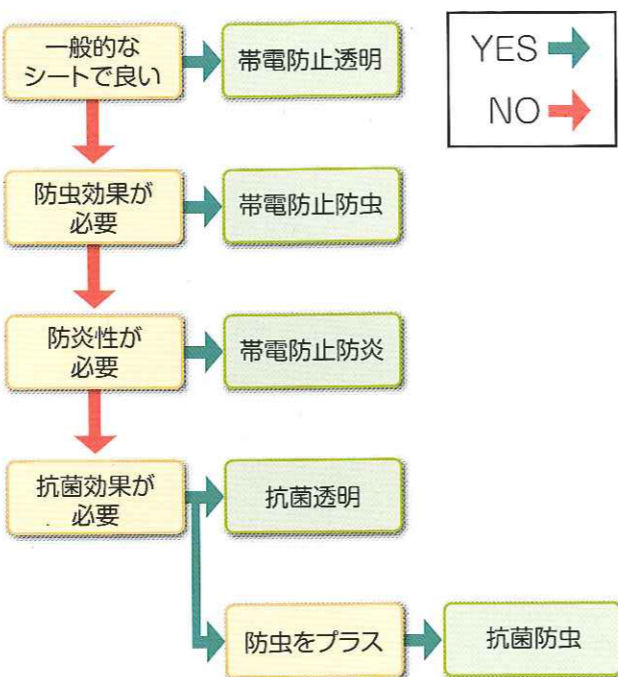 一般的な
シートで良い
帯電防止透明
YES
NO
防虫効果が
必要
帯電防止防虫
防炎性が
必要
帯電防止防炎
抗菌効果が
必要
抗菌透明
防虫をプラス
抗菌防虫